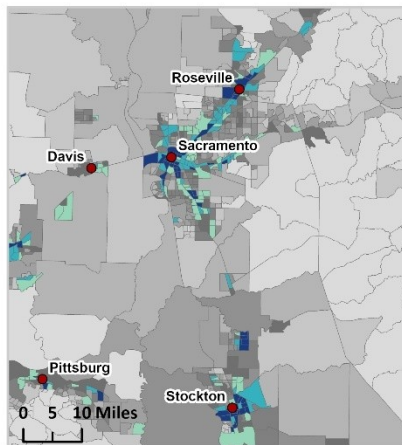 Roseville
Sacramento
Davis
Pittsburg
Stockton
0 5 10 Miles